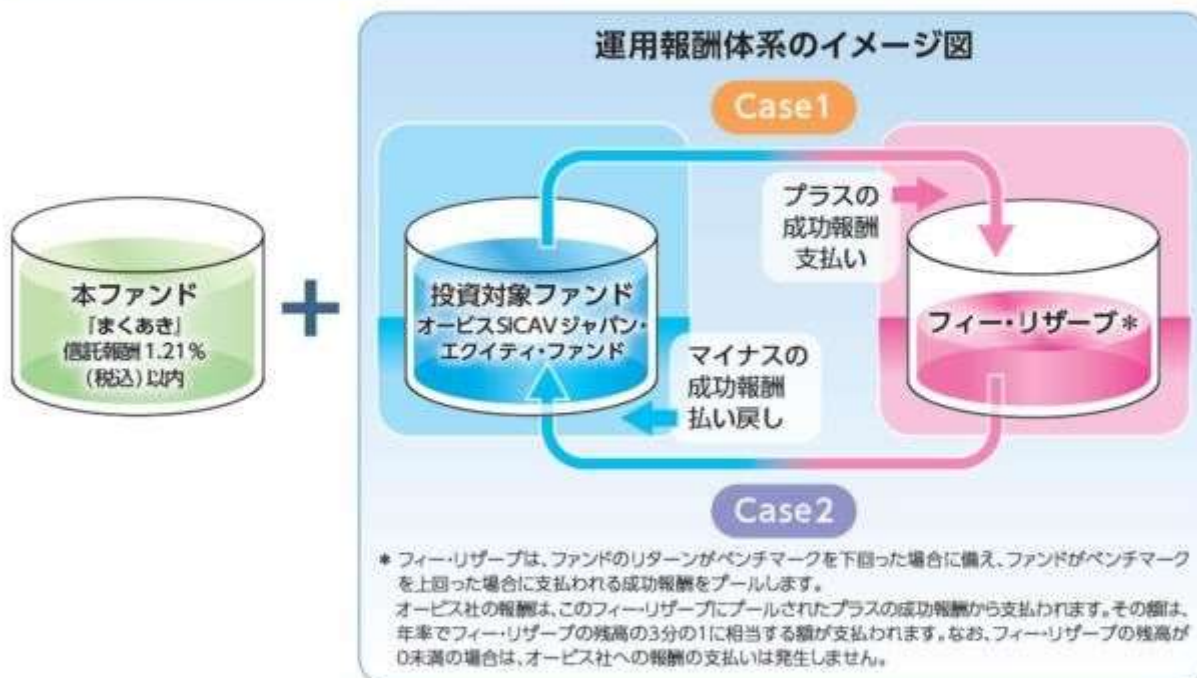 運用報酬体系のイメージ図
Case1
本ファンド
「まくあき」
信託報酬1.21%
(税込)以内
+
投資対象ファンド
オービスSICAVジャパン・
エクイティ・ファンド
プラスの
成功報酬
支払い
フィー・リザーブ*
マイナスの
成功報酬
払い戻し
Case2
* フィー・リザーブは、ファンドのリターンがベンチマークを下回った場合に備え、ファンドがベンチマーク
を上回った場合に支払われる成功報酬をプールします。
オービス社の報酬は、このフィー・リザーブにプールされたプラスの成功報酬から支払われます。その額は、
年率でフィー・リザーブの残高の3分の1に相当する額が支払われます。なお、フィー・リザーブの残高が
0未満の場合は、オービス社への報酬の支払いは発生しません。